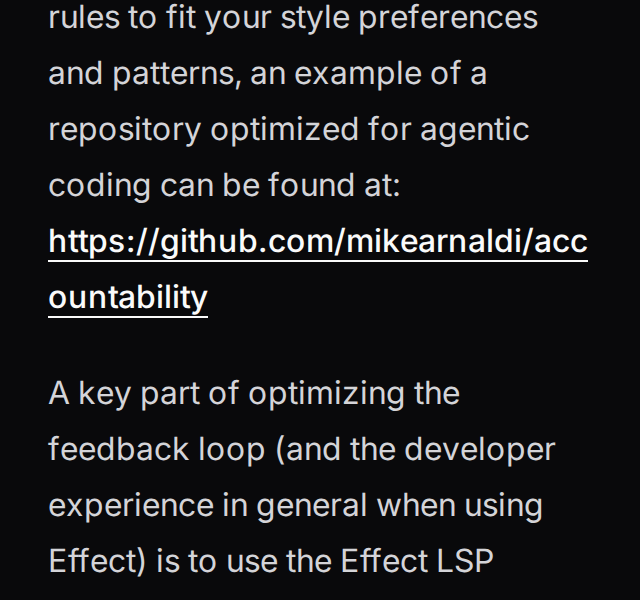 rules to fit your style preferences
and patterns, an example of a
repository optimized for agentic
coding can be found at:
https://github.com/mikearnaldi/acc
ountability
A key part of optimizing the
feedback loop (and the developer
experience in general when using
Effect) is to use the Effect LSP